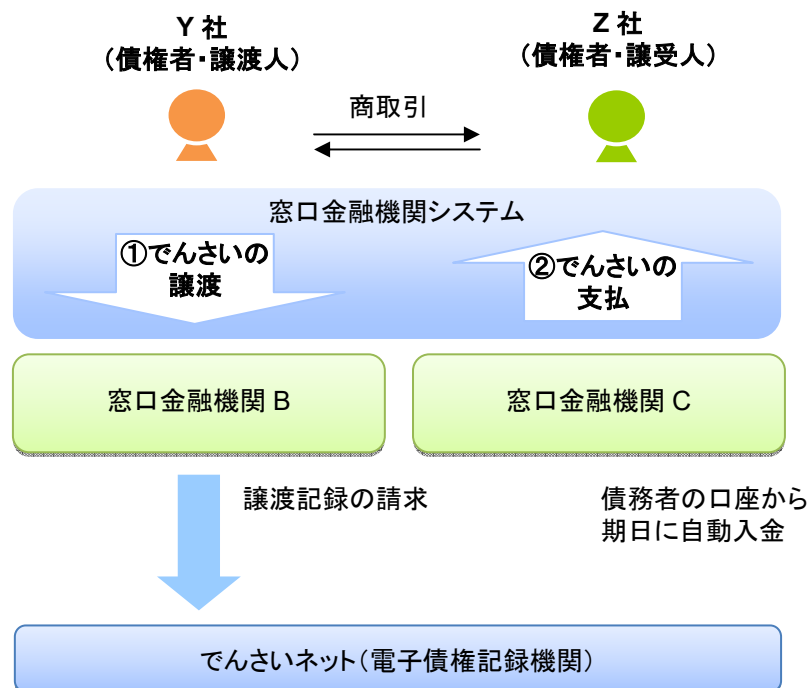 Y 社
（債権者・譲渡人）
Z 社
（債権者・譲受人）
商取引
窓口金融機関システム
①でんさいの
譲渡
②でんさいの
支払
窓口金融機関 B
窓口金融機関 C
譲渡記録の請求
債務者の口座から
期日に自動入金
でんさいネット（電子債権記録機関）